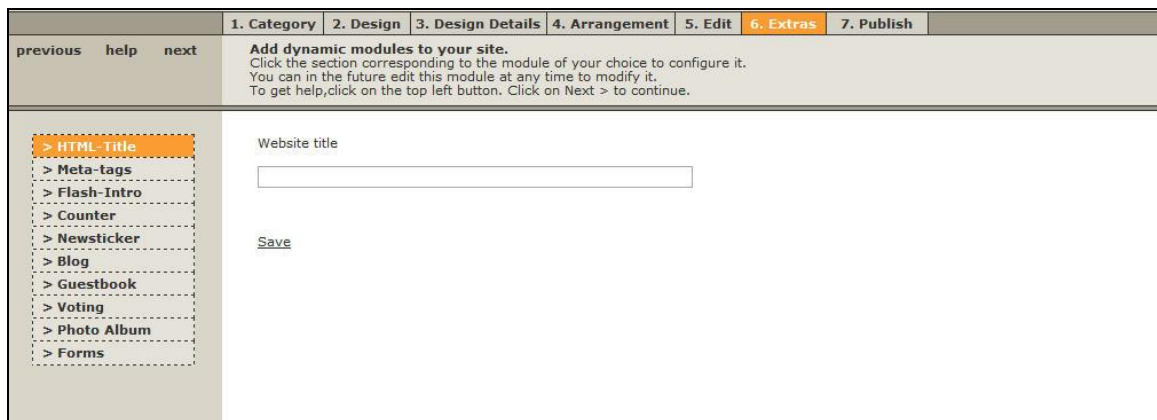 1. Category 2. Design 3. Design Details 4. Arrangement 5. Edit 6. Extras 7. Publish
previous help next
Add dynamic modules to your site.
Click the section corresponding to the module of your choice to configure it.
You can in the future edit this module at any time to modify it.
To get help,click on the top left button. Click on Next > to continue.
> HTML-Title
> Meta-tags
> Flash-Intro
> Counter
> Newsticker
> Blog
> Guestbook
> Voting
> Photo Album
> Forms
Website title
Save